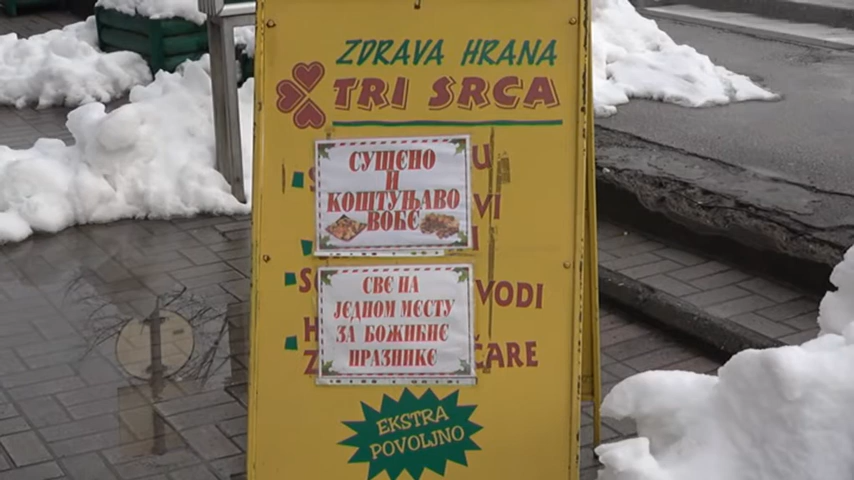 ZDRAVA HRANA
TRI SRCA
СУШЕНО
И
КОШТУЊАВО
ВОЋЕ
СВЕ НА
ЈЕДНОМ МЕСТУ
ЗА БОЖИЋНЕ
ПРАЗНИКЕ
EKSTRA
POVOLJNO